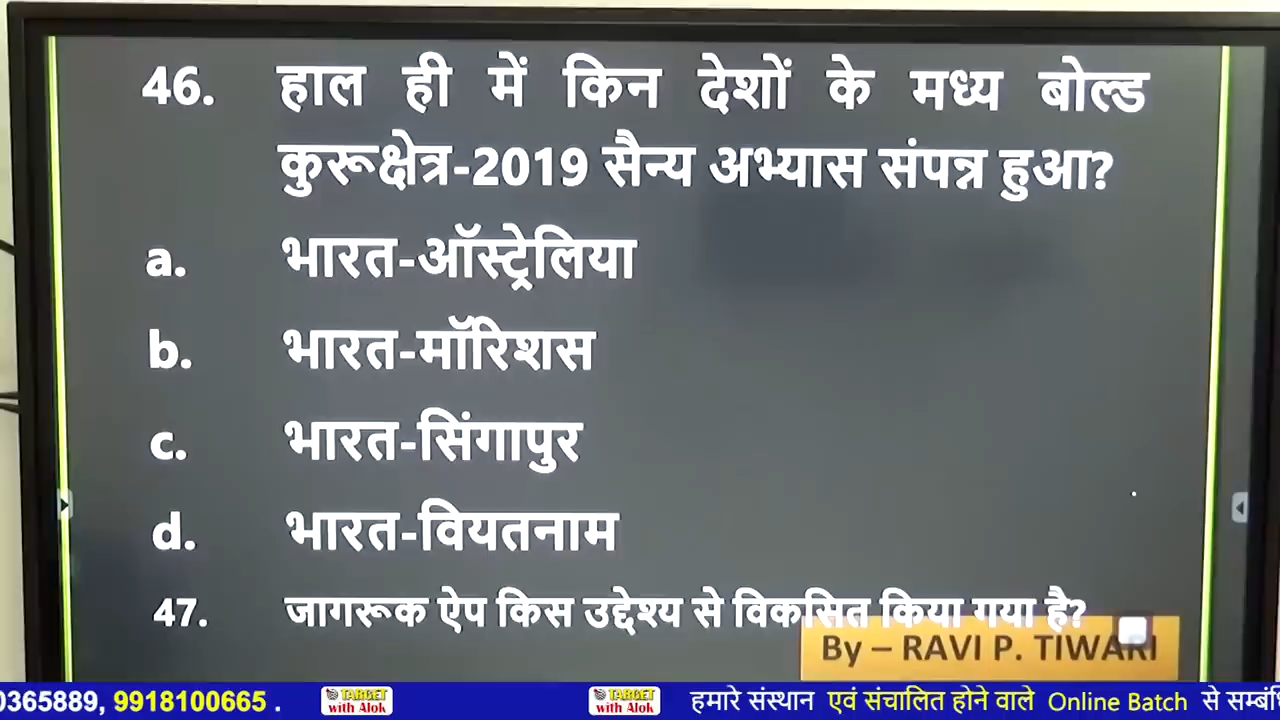 46. हाल ही में किन देशों के मध्य बोल्ड
कुरूक्षेत्र-2019 सैन्य अभ्यास संपन्न हुआ?
a. भारत-ऑस्ट्रेलिया
b. भारत-मॉरिशस
c. भारत-सिंगापुर
d. भारत-वियतनाम
47. जागरूक ऐप किस उद्देश्य से विकसित किया गया है?
By – RAVI P. TIWARI
0365889, 9918100665 . TARGET with Alok TARGET with Alok हमारे संस्थान एवं संचालित होने वाले Online Batch से सम्बंधि